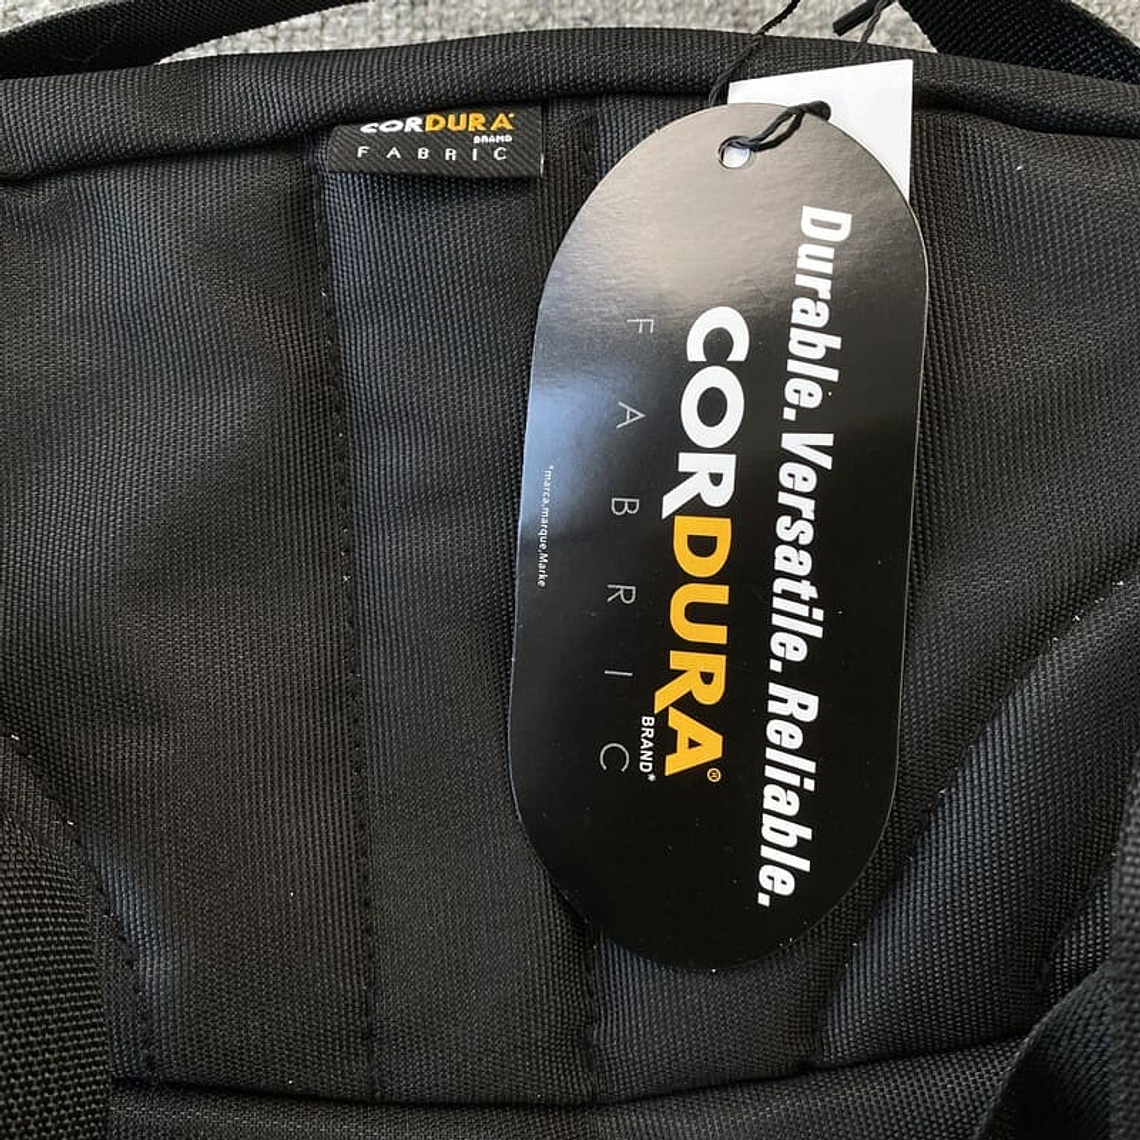 CORDURA®
BRAND
FABRIC
Durable. Versatile. Reliable.
CORDURA®
BRAND*
FABRIC
*marca,marque,Marke